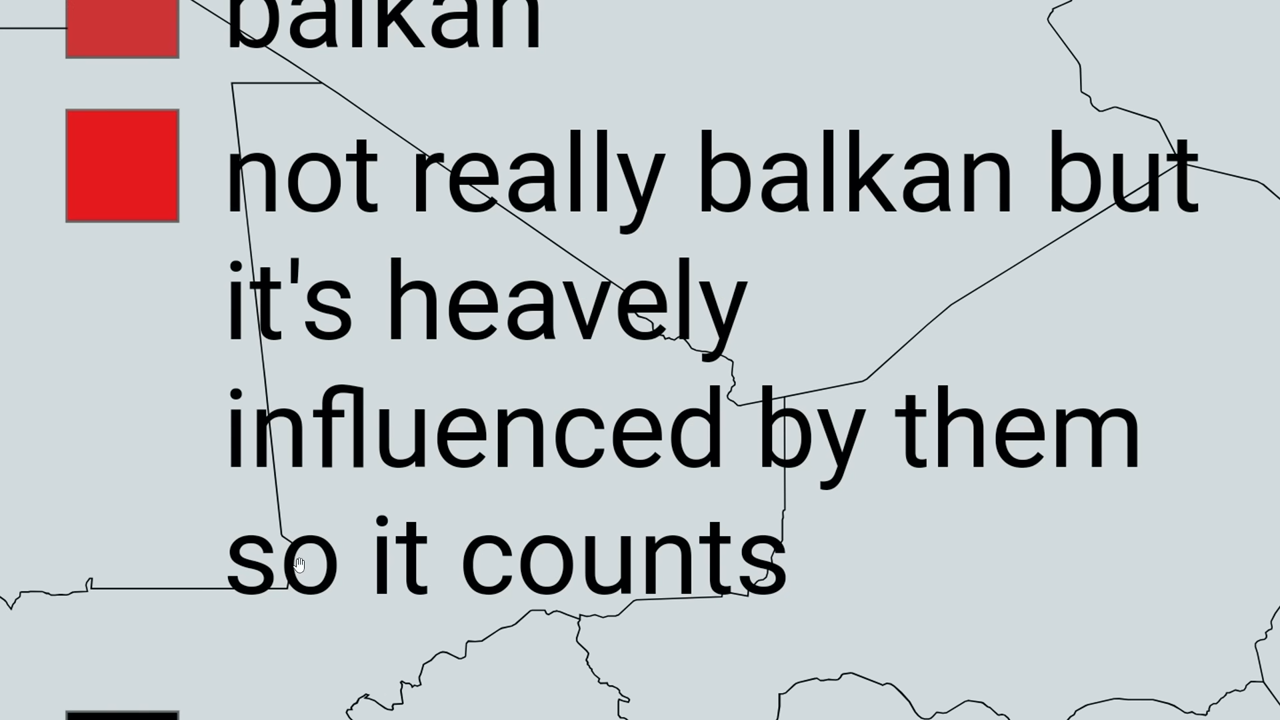 balkan
not really balkan but
it's heavely
influenced by them
so it counts